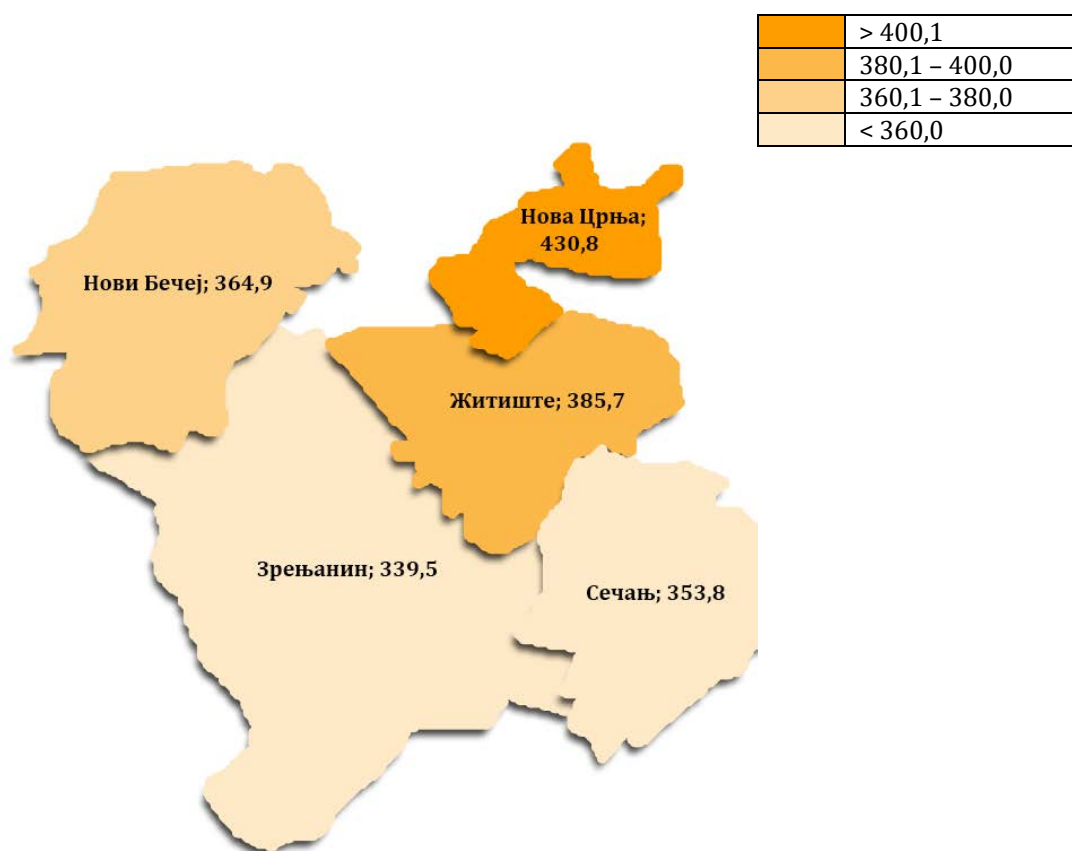 > 400,1
380,1 – 400,0
360,1 – 380,0
< 360,0
Нова Црња;
430,8
Нови Бечеј; 364,9
Житиште; 385,7
Зрењанин; 339,5
Сечањ; 353,8